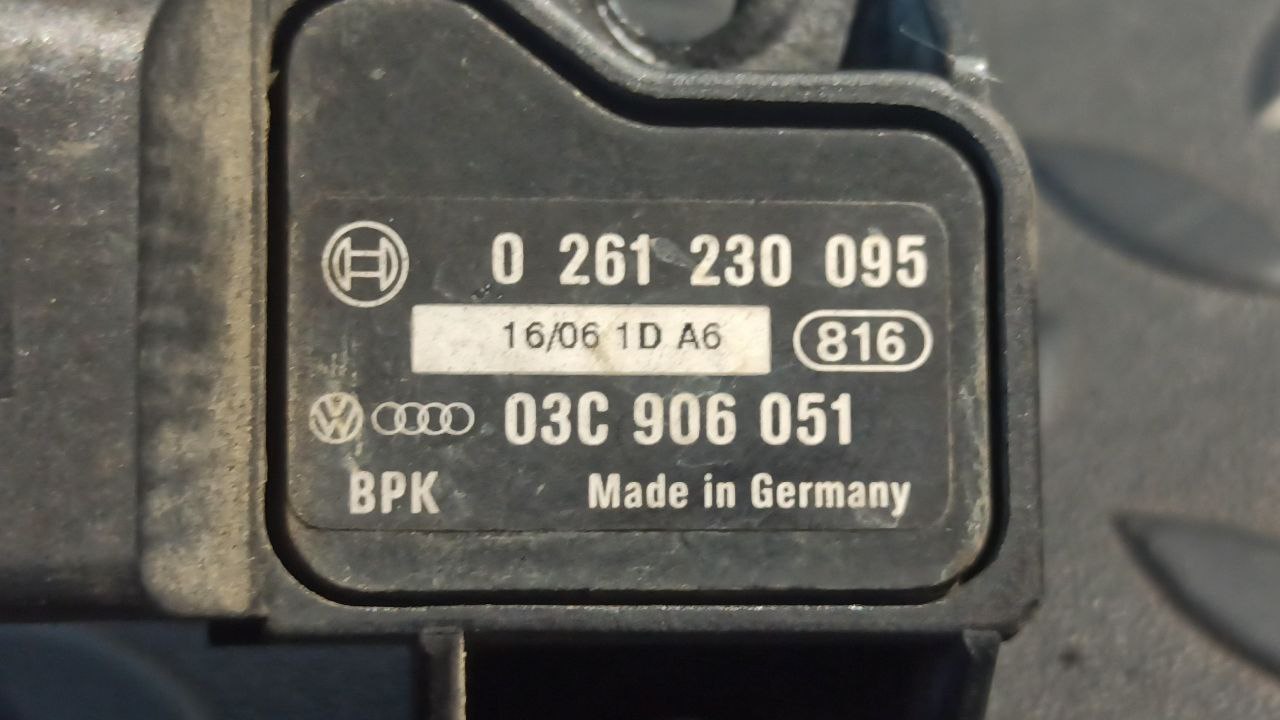 0 261 230 095
16/06 1D A6 816
03C 906 051
BPK Made in Germany